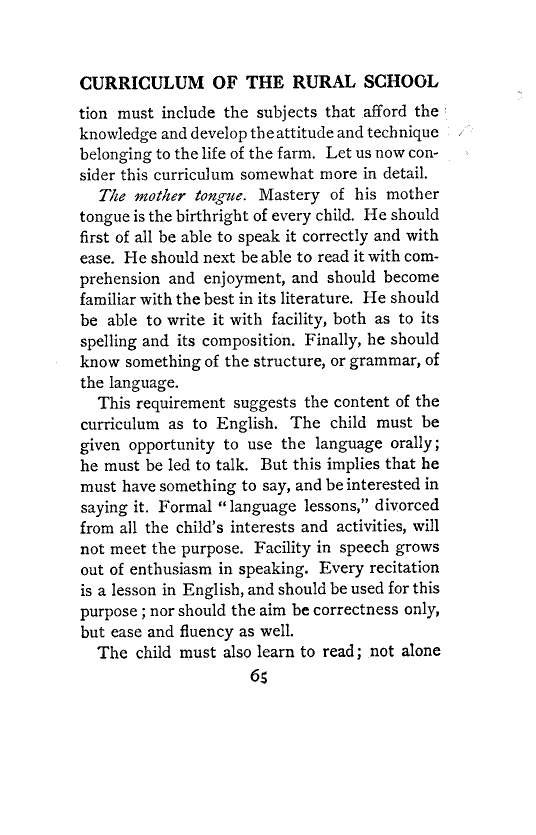 CURRICULUM OF THE RURAL SCHOOL
tion must include the subjects that afford the
knowledge and develop the attitude and technique
belonging to the life of the farm. Let us now con-
sider this curriculum somewhat more in detail.
The mother tongue. Mastery of his mother
tongue is the birthright of every child. He should
first of all be able to speak it correctly and with
ease. He should next be able to read it with com-
prehension and enjoyment, and should become
familiar with the best in its literature. He should
be able to write it with facility, both as to its
spelling and its composition. Finally, he should
know something of the structure, or grammar, of
the language.
This requirement suggests the content of the
curriculum as to English. The child must be
given opportunity to use the language orally;
he must be led to talk. But this implies that he
must have something to say, and be interested in
saying it. Formal "language lessons," divorced
from all the child's interests and activities, will
not meet the purpose. Facility in speech grows
out of enthusiasm in speaking. Every recitation
is a lesson in English, and should be used for this
purpose; nor should the aim be correctness only,
but ease and fluency as well.
The child must also learn to read; not alone
65